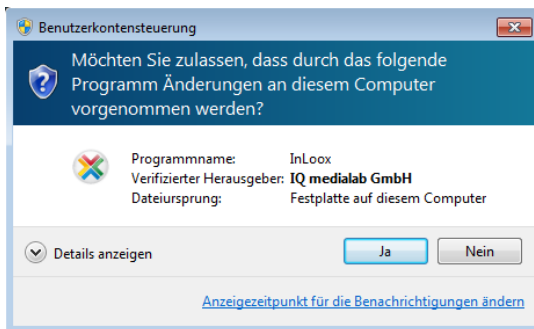 Benutzerkontensteuerung
Möchten Sie zulassen, dass durch das folgende
Programm Änderungen an diesem Computer
vorgenommen werden?
Programmname: InLoox
Verifizierter Herausgeber: IQ medialab GmbH
Dateiursprung: Festplatte auf diesem Computer
Details anzeigen Ja Nein
Anzeigezeitpunkt für die Benachrichtigungen ändern